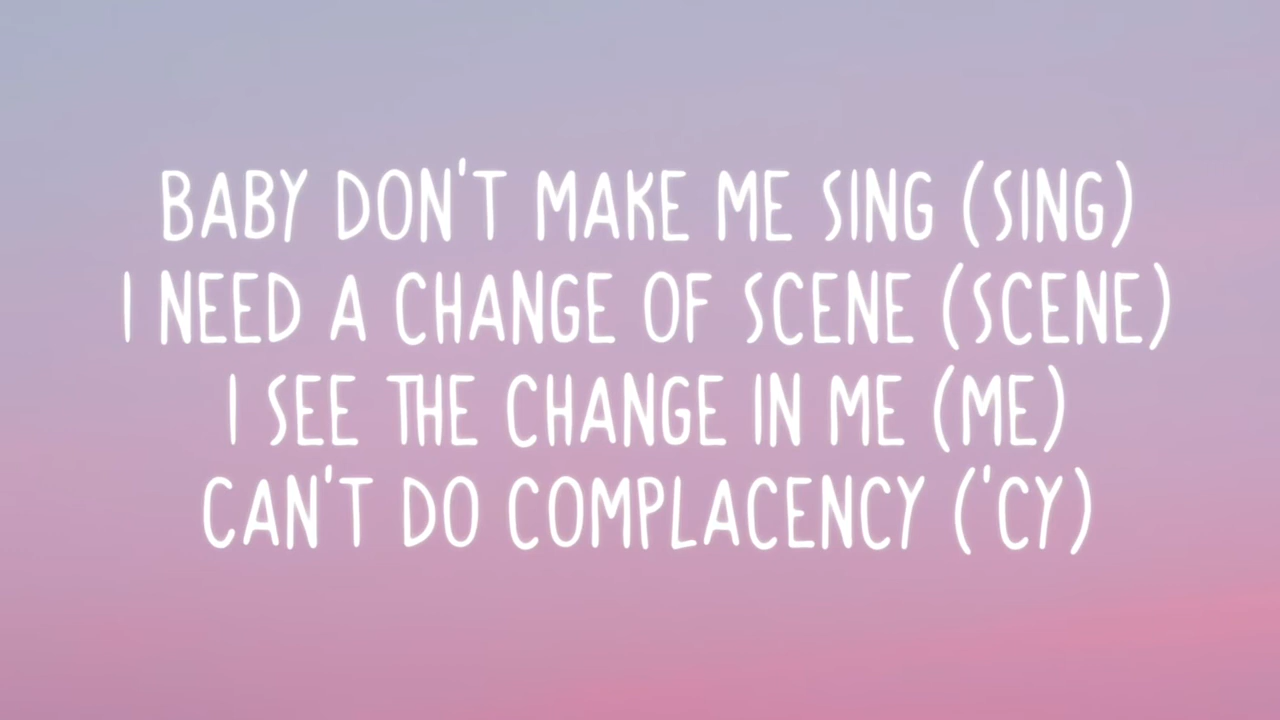 BABY DON'T MAKE ME SING (SING)
I NEED A CHANGE OF SCENE (SCENE)
I SEE THE CHANGE IN ME (ME)
CAN'T DO COMPLACENCY ('CY)